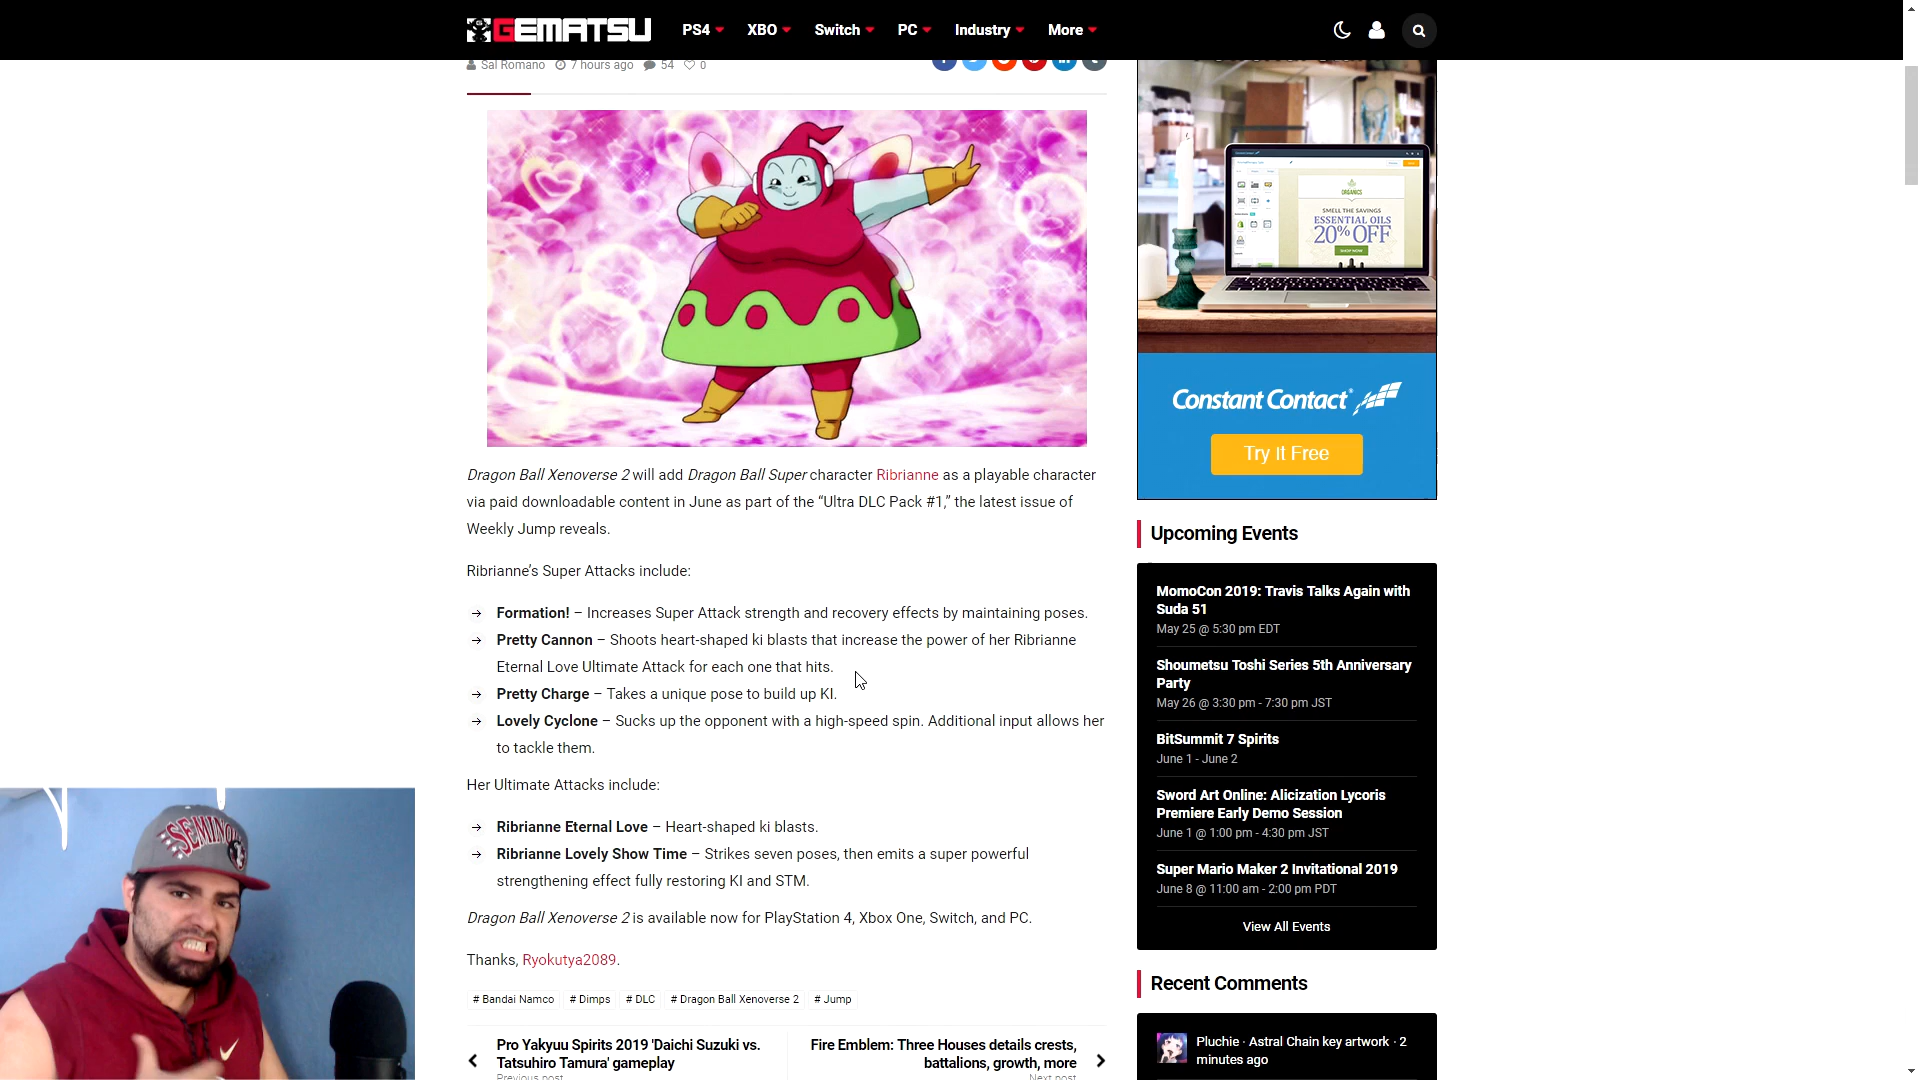 GEMATSU
PS4 XBO Switch PC Industry More
Sal Romano 7 hours ago 54 0
ORGANICS
SMELL THE SAVINGS
ESSENTIAL OILS
20% OFF
SHOP NOW
Constant Contact
Try It Free
Dragon Ball Xenoverse 2 will add Dragon Ball Super character Ribrianne as a playable character
via paid downloadable content in June as part of the “Ultra DLC Pack #1,” the latest issue of
Weekly Jump reveals.
Ribrianne’s Super Attacks include:
→ Formation! – Increases Super Attack strength and recovery effects by maintaining poses.
→ Pretty Cannon – Shoots heart-shaped ki blasts that increase the power of her Ribrianne
Eternal Love Ultimate Attack for each one that hits.
→ Pretty Charge – Takes a unique pose to build up KI.
→ Lovely Cyclone – Sucks up the opponent with a high-speed spin. Additional input allows her
to tackle them.
Her Ultimate Attacks include:
→ Ribrianne Eternal Love – Heart-shaped ki blasts.
→ Ribrianne Lovely Show Time – Strikes seven poses, then emits a super powerful
strengthening effect fully restoring KI and STM.
Dragon Ball Xenoverse 2 is available now for PlayStation 4, Xbox One, Switch, and PC.
Thanks, Ryokutya2089.
# Bandai Namco # Dimps # DLC # Dragon Ball Xenoverse 2 # Jump
Pro Yakyuu Spirits 2019 'Daichi Suzuki vs.
Tatsuhiro Tamura' gameplay
Previous post
Fire Emblem: Three Houses details crests,
battalions, growth, more
Next post
Upcoming Events
MomoCon 2019: Travis Talks Again with
Suda 51
May 25 @ 5:30 pm EDT
Shoumetsu Toshi Series 5th Anniversary
Party
May 26 @ 3:30 pm - 7:30 pm JST
BitSummit 7 Spirits
June 1 - June 2
Sword Art Online: Alicization Lycoris
Premiere Early Demo Session
June 1 @ 1:00 pm - 4:30 pm JST
Super Mario Maker 2 Invitational 2019
June 8 @ 11:00 am - 2:00 pm PDT
View All Events
Recent Comments
Pluchie · Astral Chain key artwork · 2
minutes ago